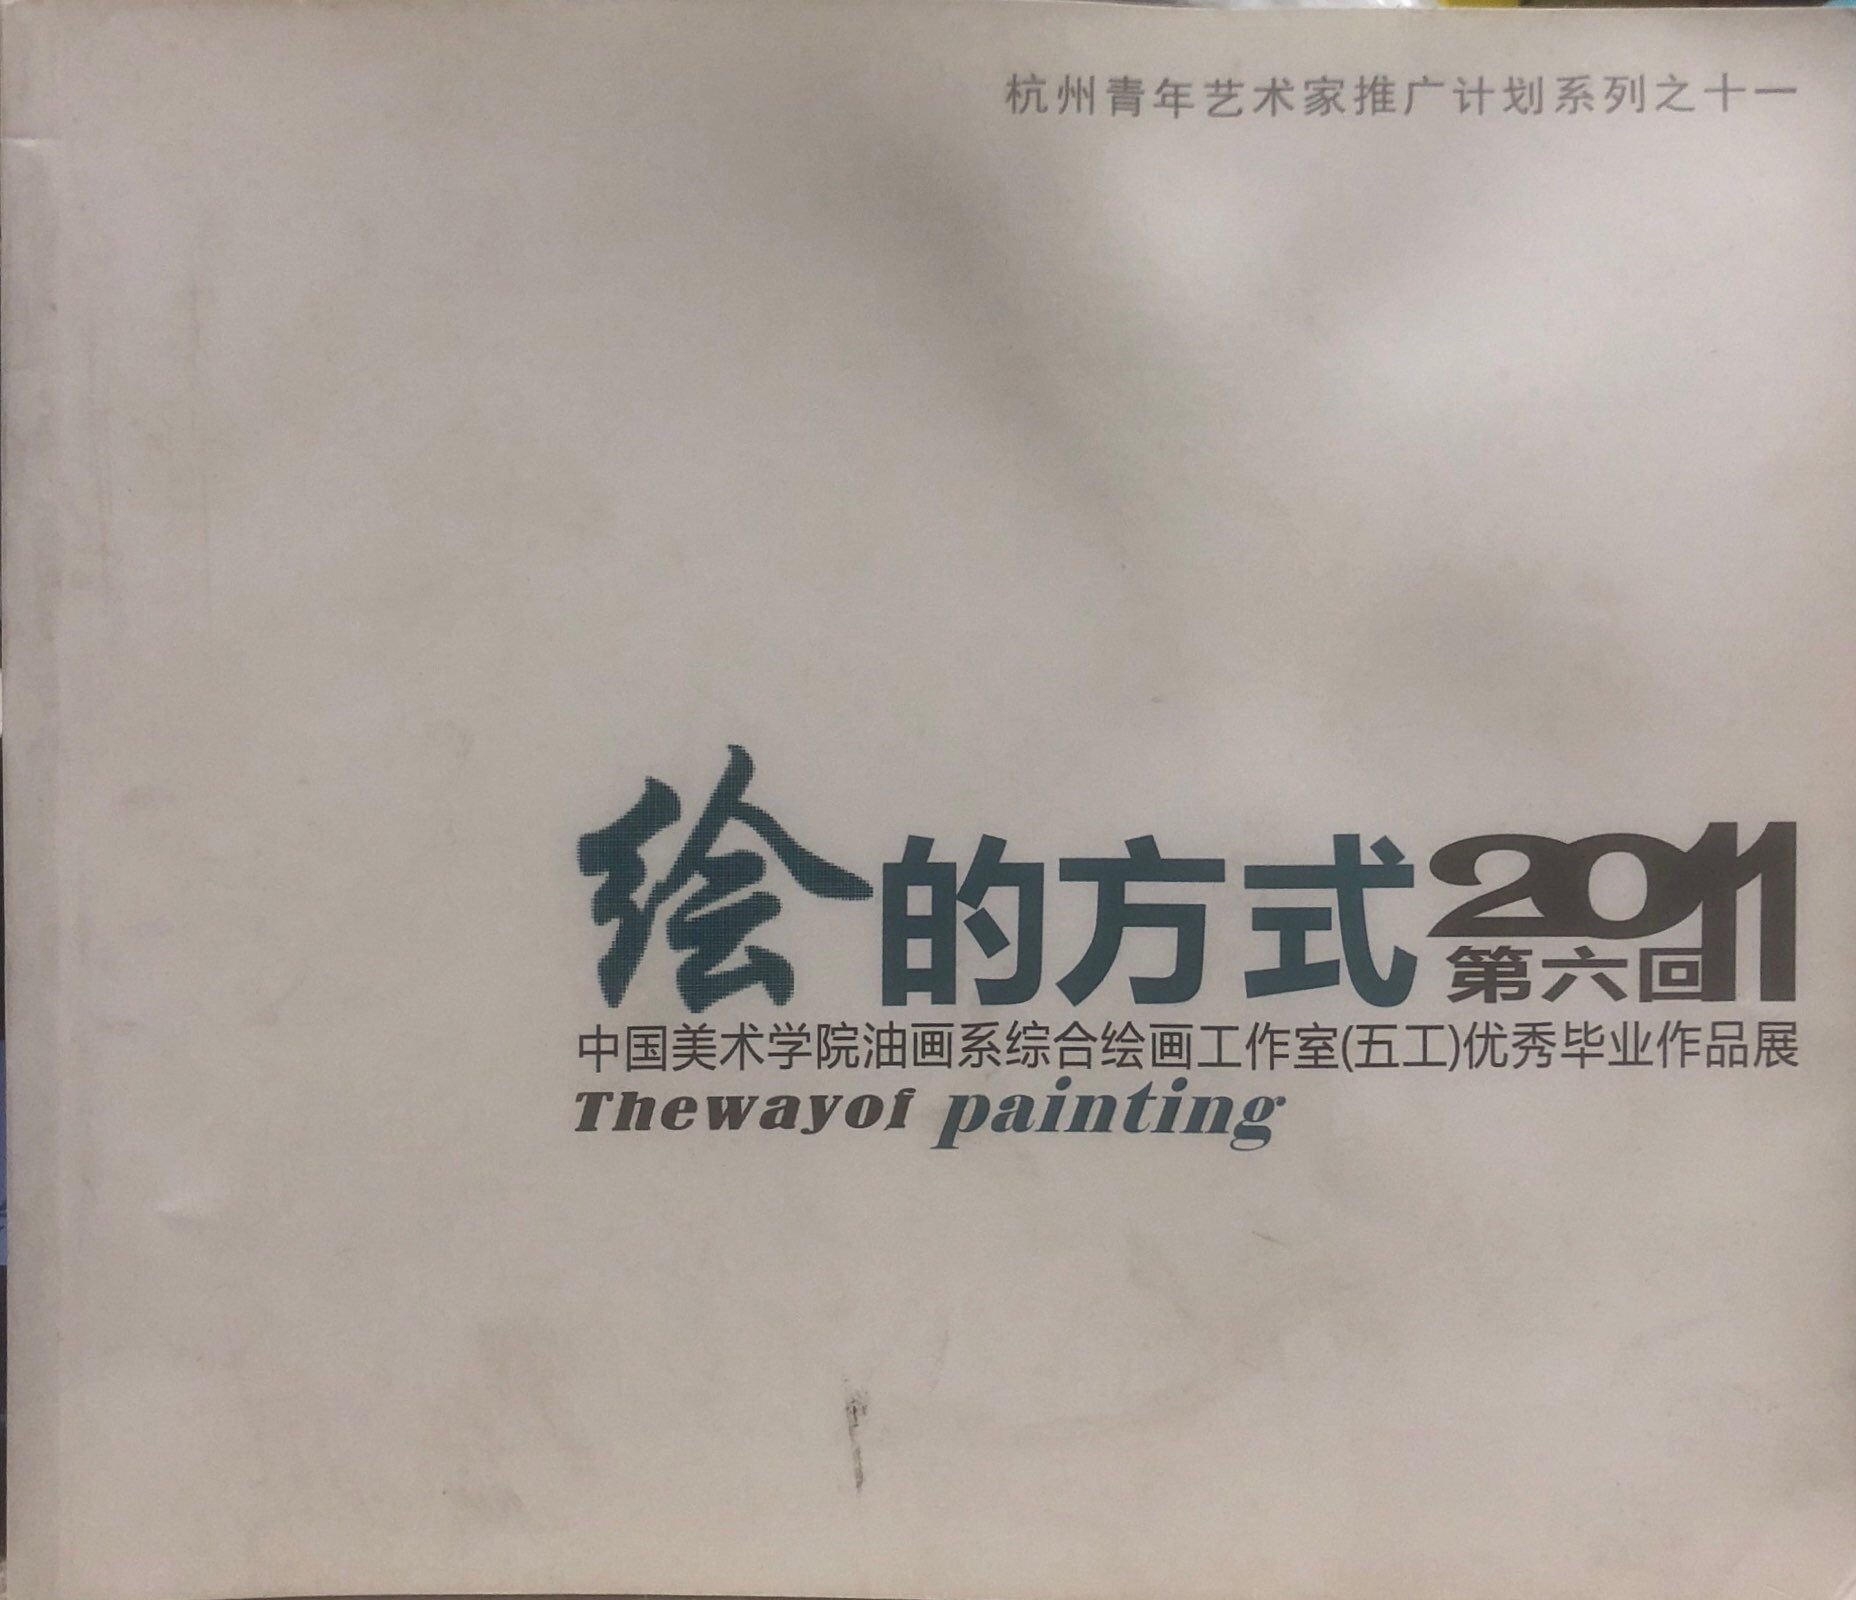 杭州青年艺术家推广计划系列之十一
绘的方式2011
第六回
中国美术学院油画系综合绘画工作室(五工)优秀毕业作品展
Thewayof painting